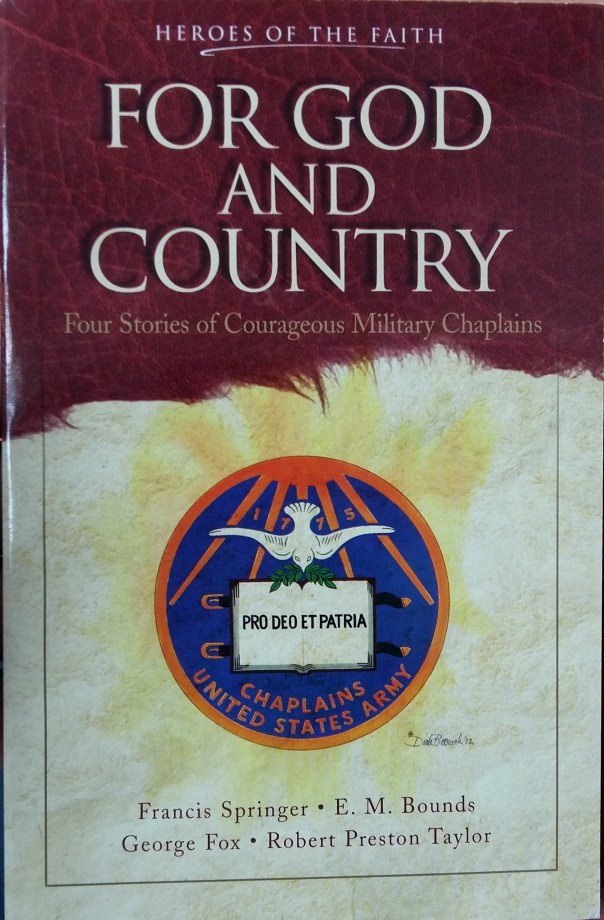 HEROES OF THE FAITH
FOR GOD
AND
COUNTRY
Four Stories of Courageous Military Chaplains
1775
PRO DEO ET PATRIA
CHAPLAINS
UNITED STATES ARMY
Francis Springer • E. M. Bounds
George Fox • Robert Preston Taylor